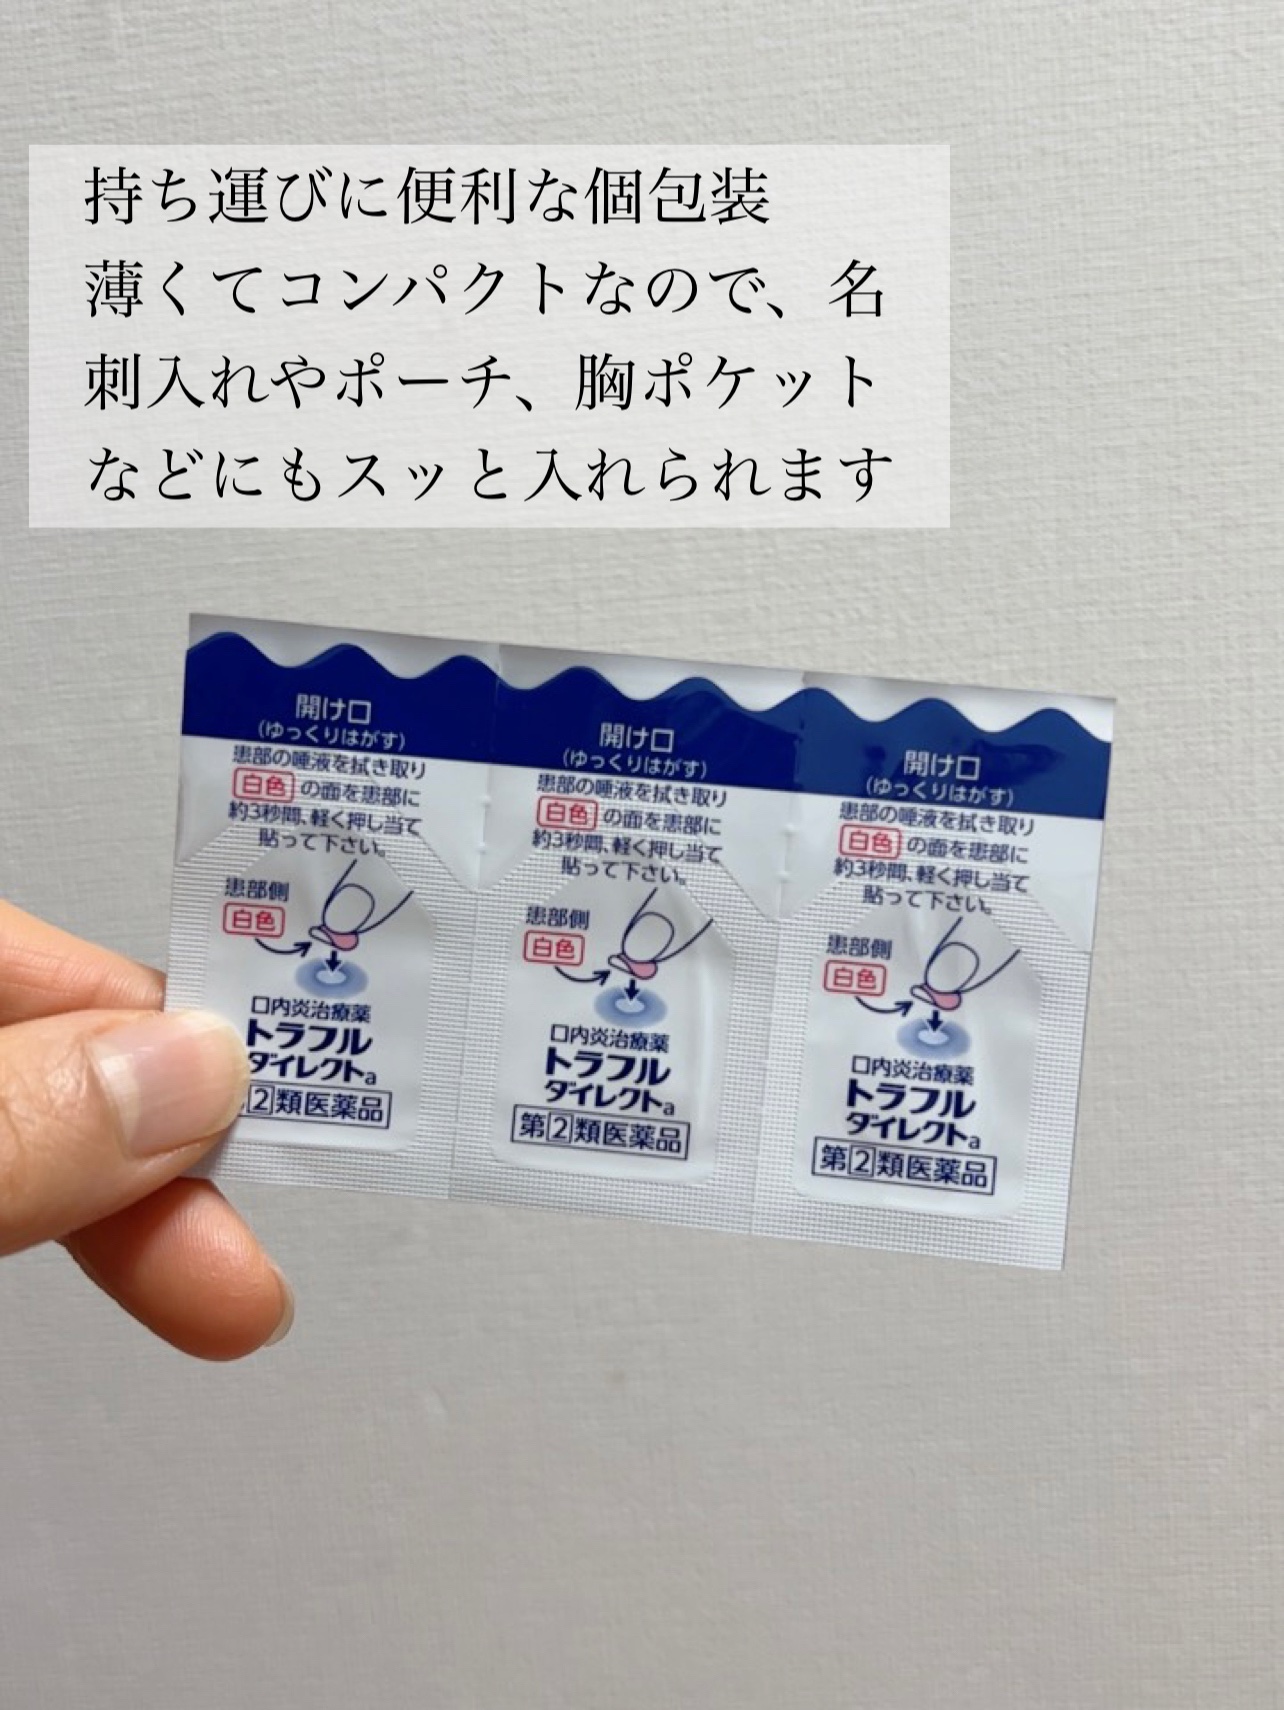 持ち運びに便利な個包装
薄くてコンパクトなので、名
刺入れやポーチ、胸ポケット
などにもスッと入れられます
開け口
(ゆっくりはがす)
患部の唾液を拭き取り
白色 の面を患部に
約3秒間、軽く押し当て
貼って下さい。
患部側
白色
口内炎治療薬
トラフル
ダイレクトa
2類医薬品
開け口
(ゆっくりはがす)
患部の唾液を拭き取り
白色 の面を患部に
約3秒間、軽く押し当て
貼って下さい。
患部側
白色
口内炎治療薬
トラフル
ダイレクトa
第2類医薬品
開け口
(ゆっくりはがす)
患部の唾液を拭き取り
白色 の面を患部に
約3秒間、軽く押し当て
貼って下さい。
患部側
白色
口内炎治療薬
トラフル
ダイレクトa
第2類医薬品